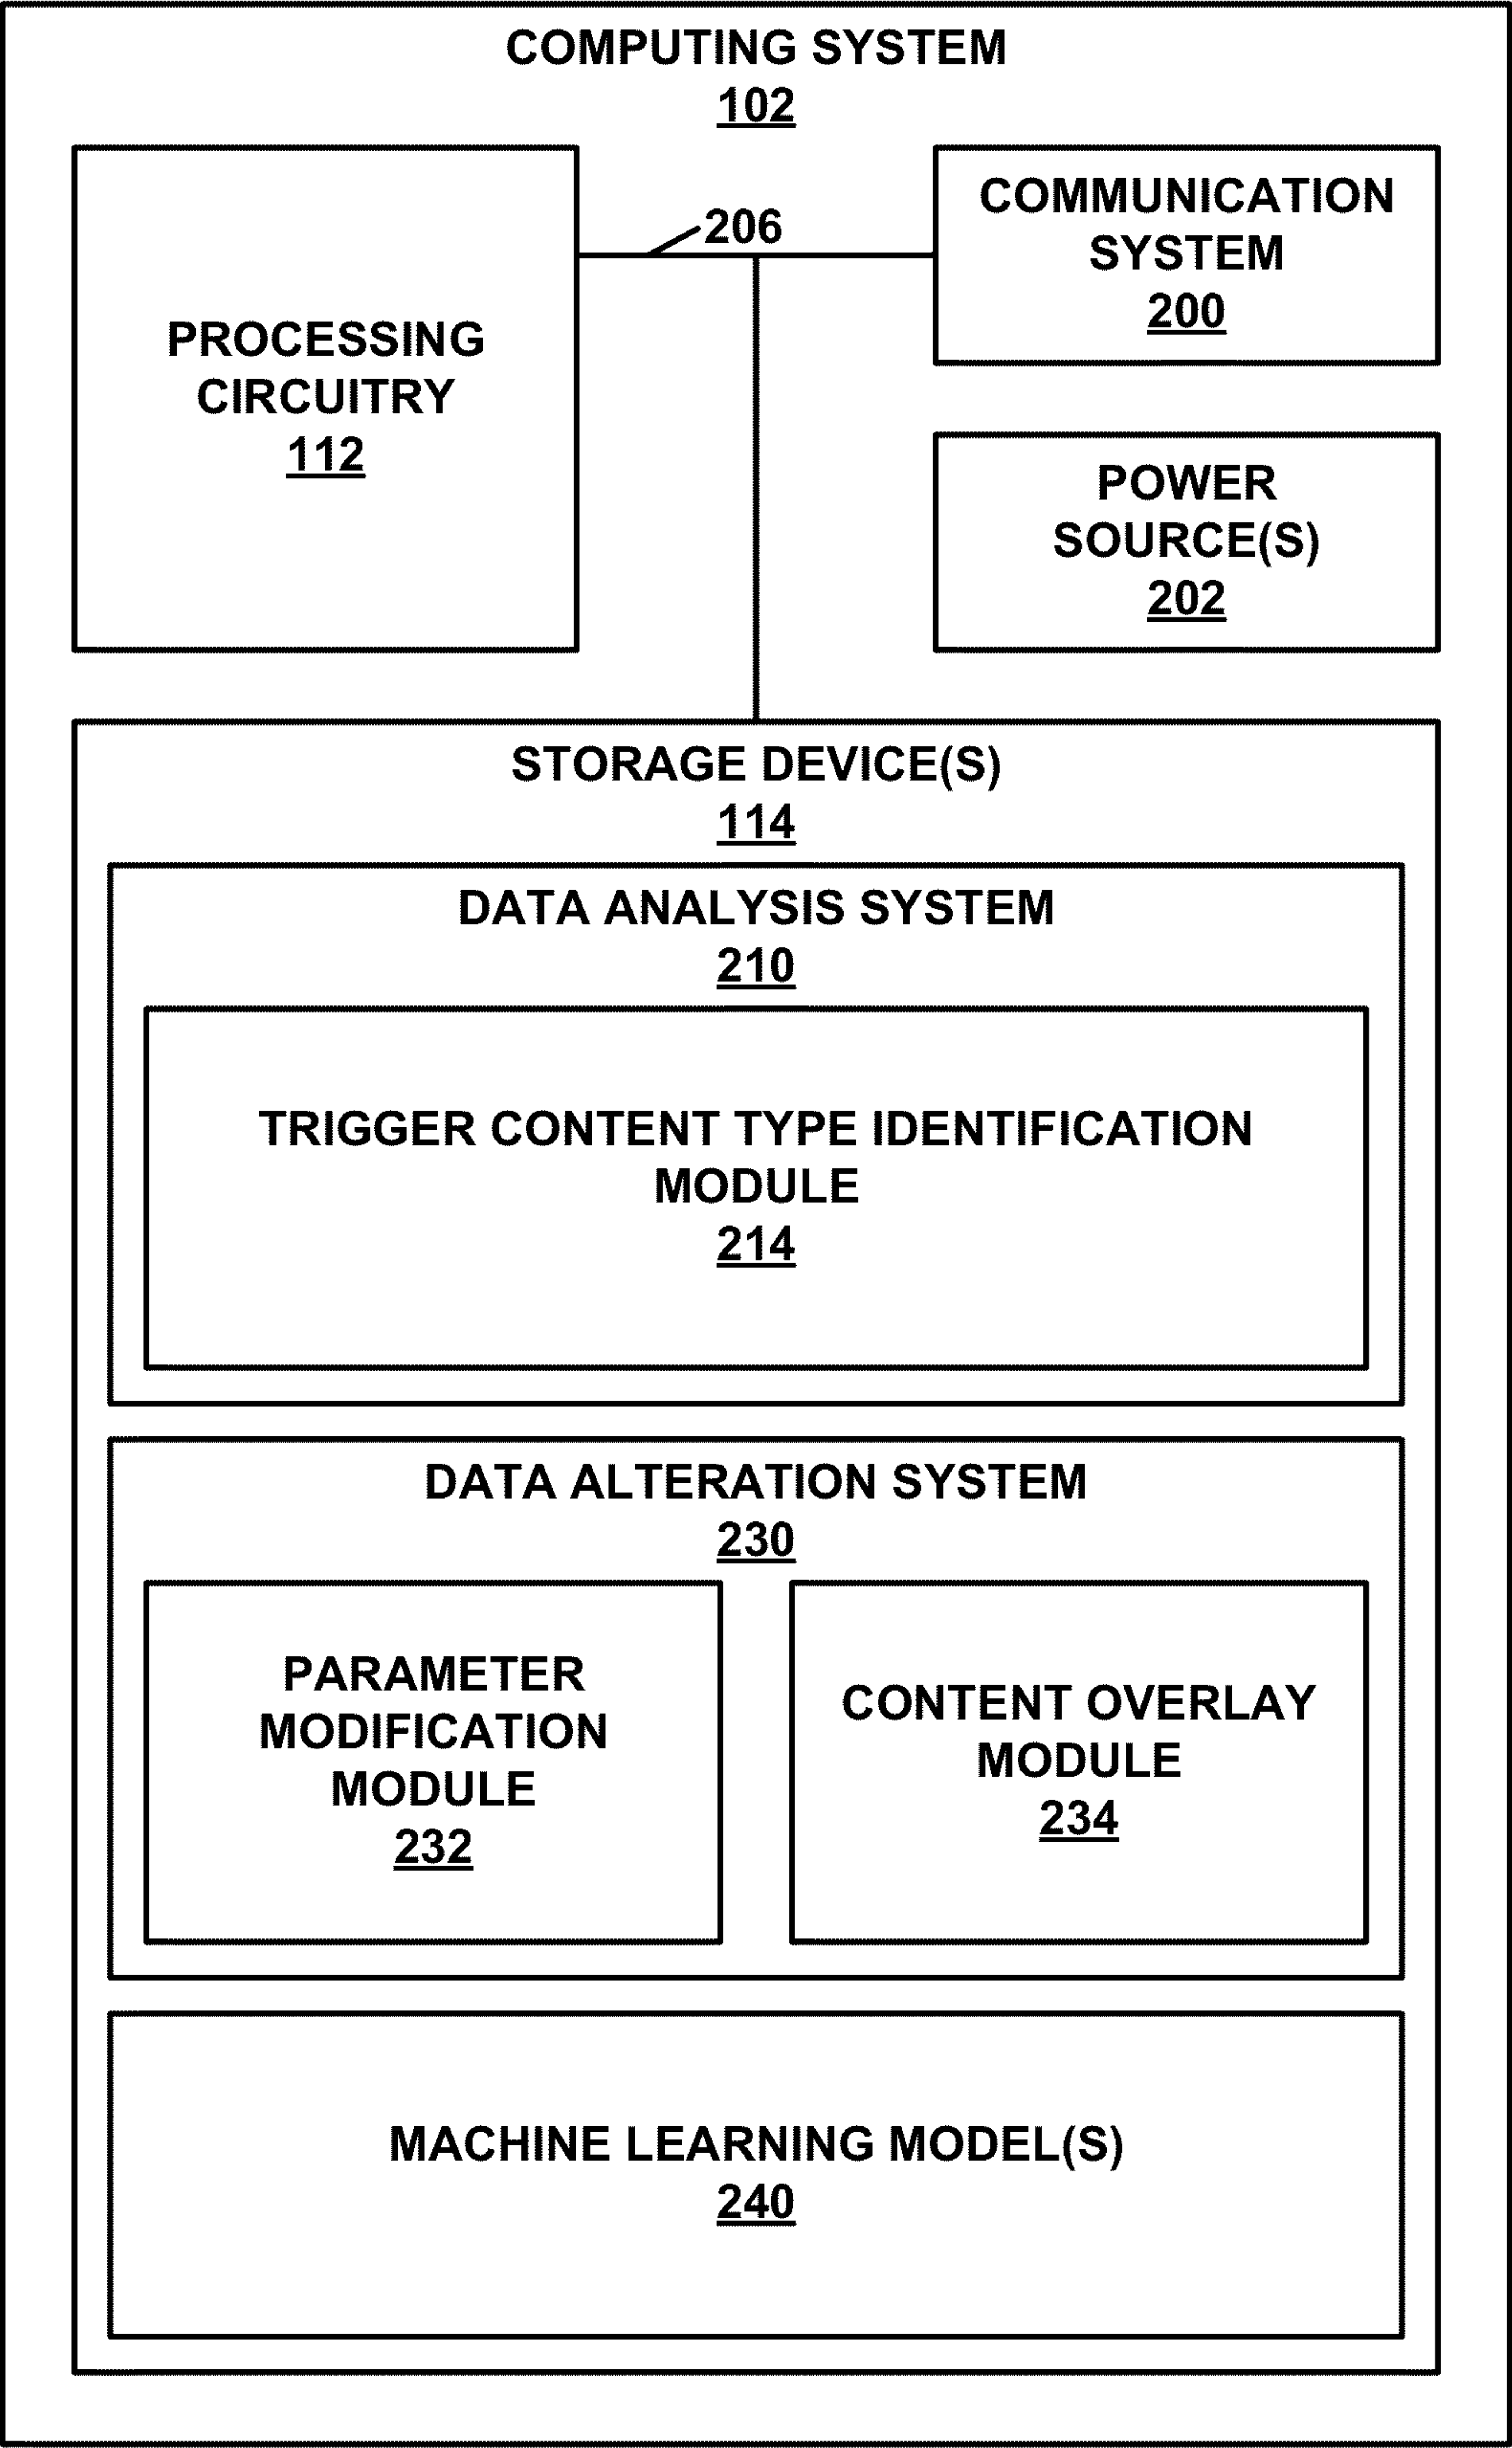 COMPUTING SYSTEM
102
PROCESSING
CIRCUITRY
112
206
COMMUNICATION
SYSTEM
200
POWER
SOURCE(S)
202
STORAGE DEVICE(S)
114
DATA ANALYSIS SYSTEM
210
TRIGGER CONTENT TYPE IDENTIFICATION
MODULE
214
DATA ALTERATION SYSTEM
230
PARAMETER
MODIFICATION
MODULE
232
CONTENT OVERLAY
MODULE
234
MACHINE LEARNING MODEL(S)
240